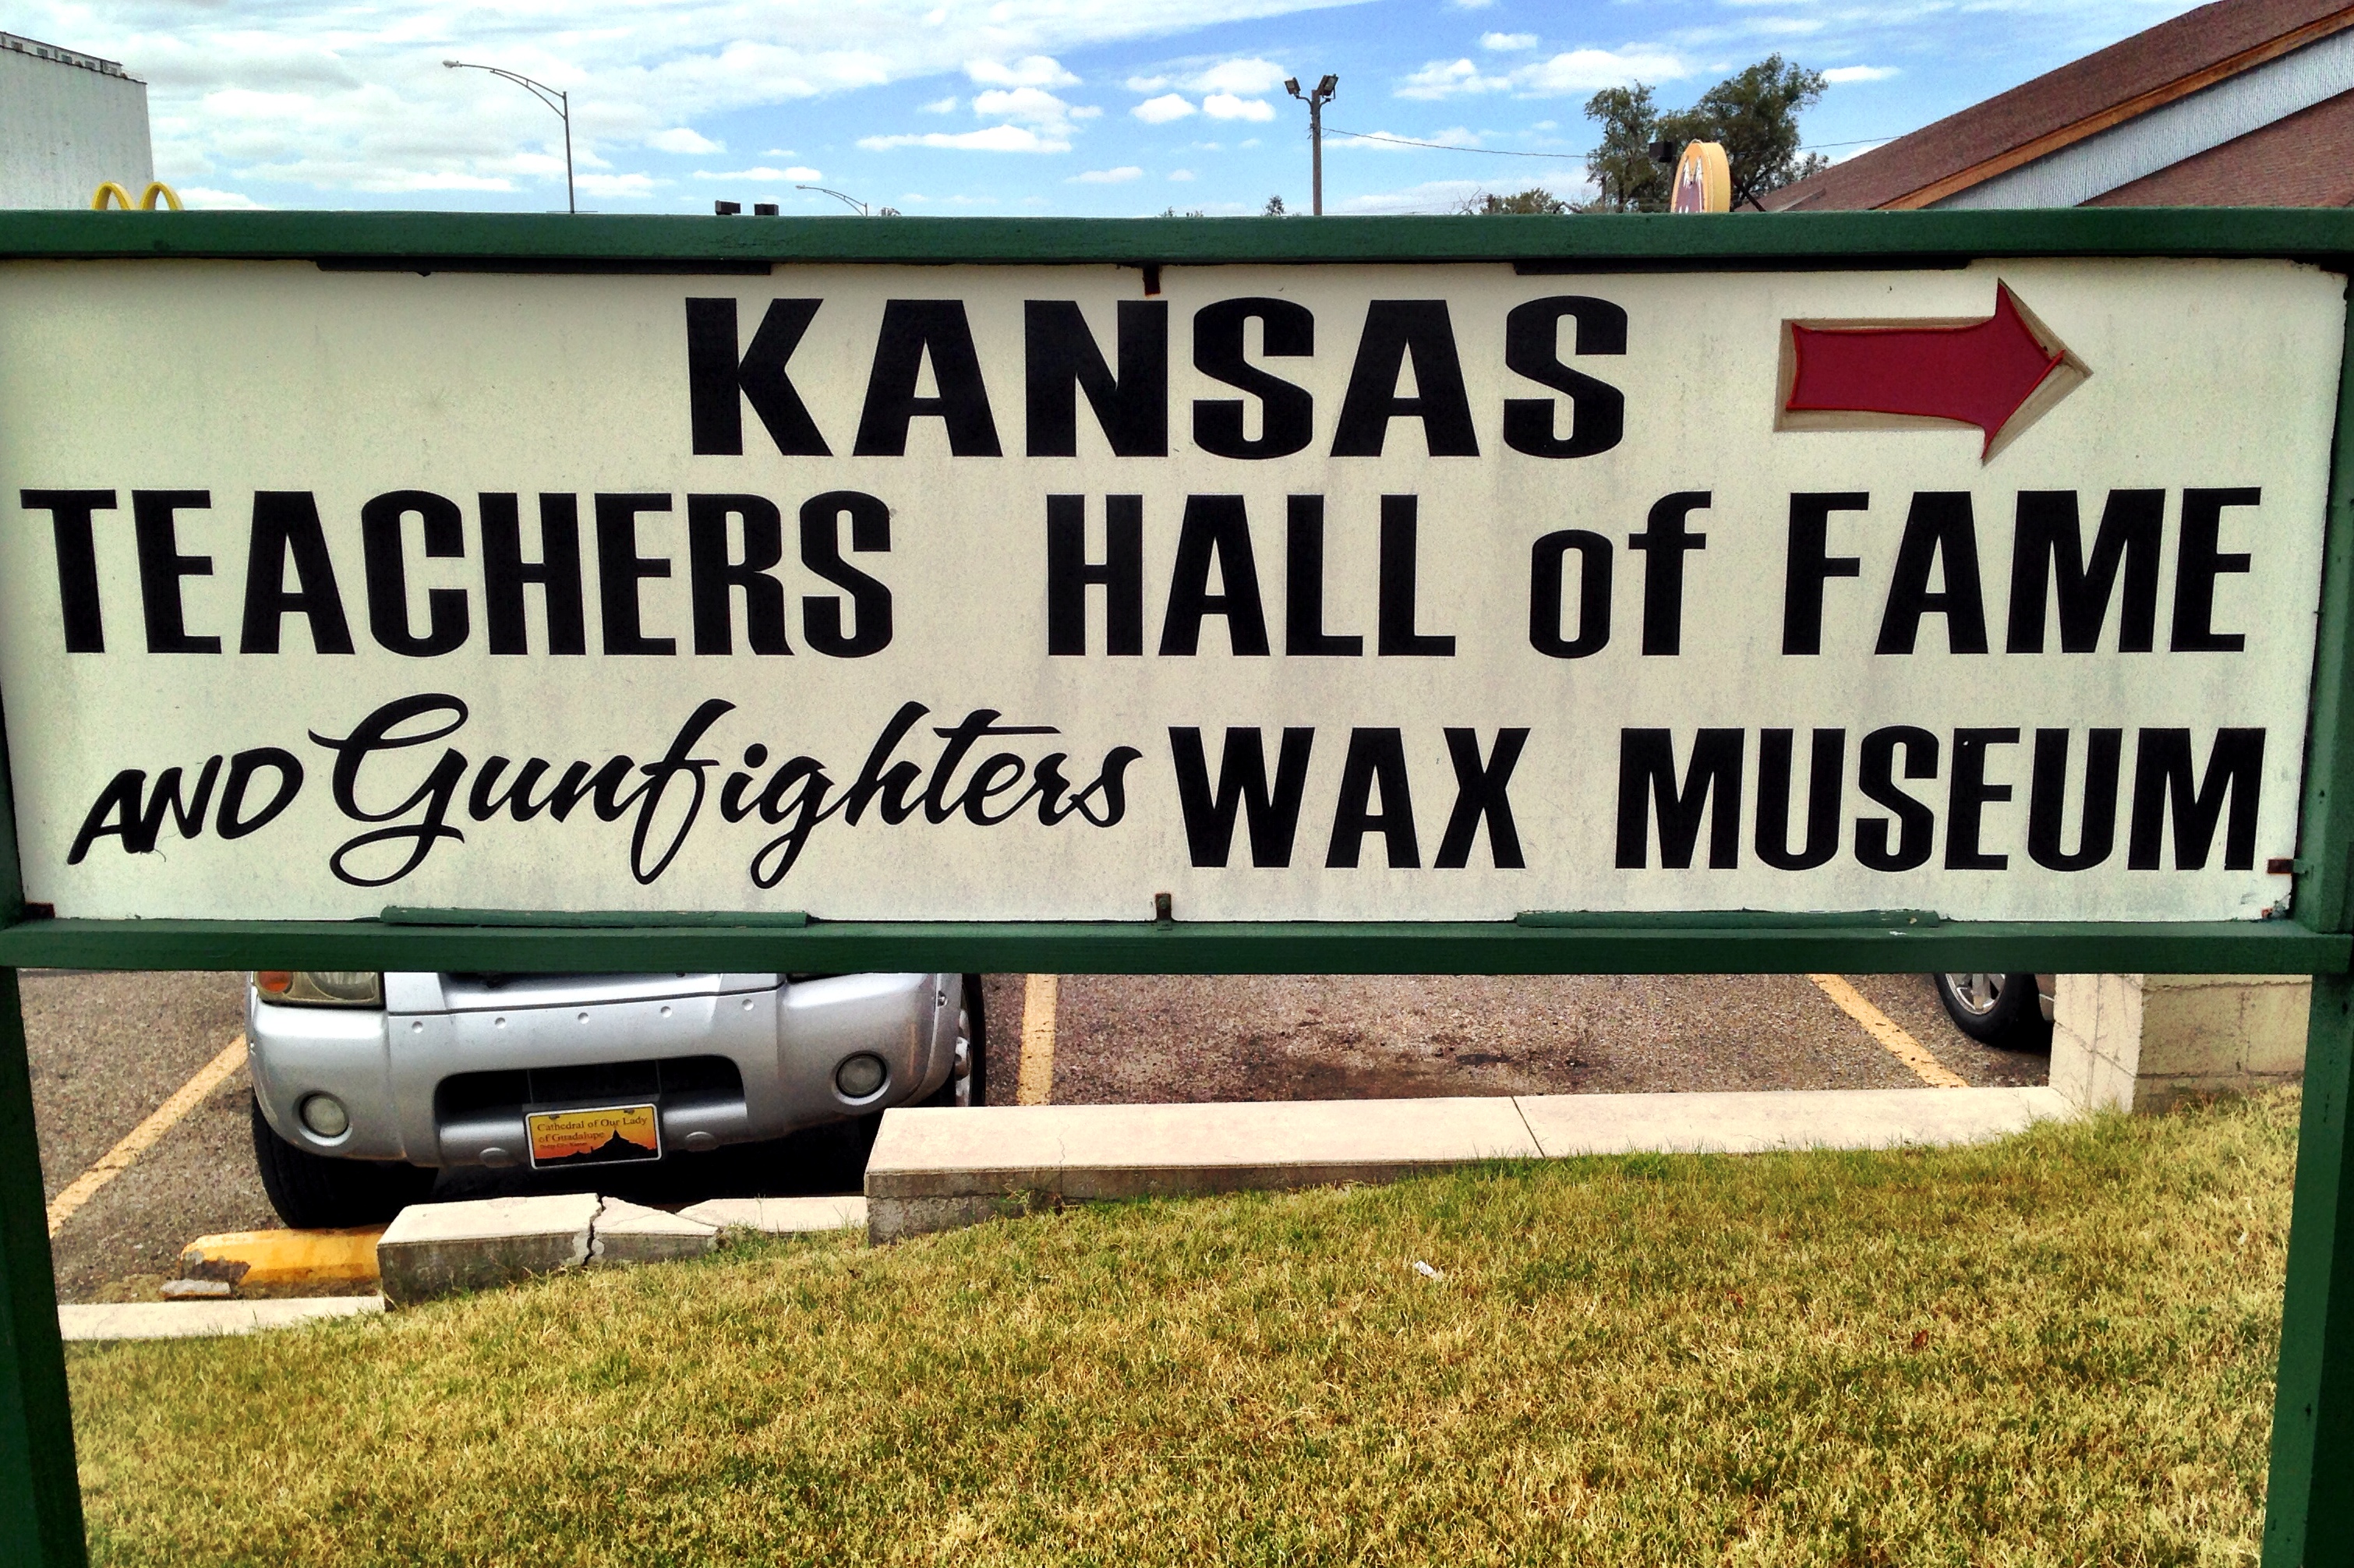 KANSAS
TEACHERS HALL of FAME
AND Gunfighters WAX MUSEUM
Cathedral of Our Lady
of Guadalupe